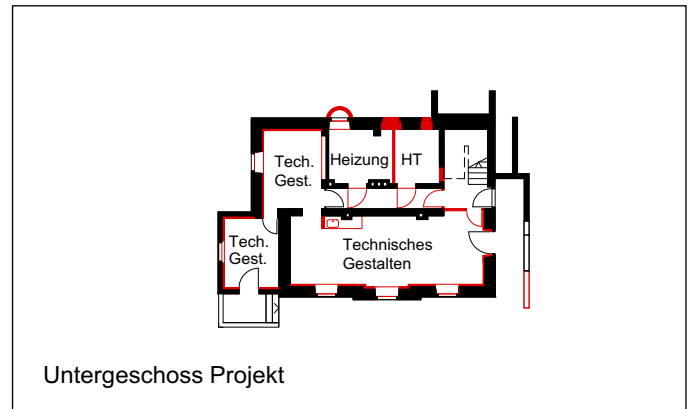 Tech.
Gest.
Heizung
HT
Tech.
Gest.
Technisches
Gestalten
Untergeschoss Projekt